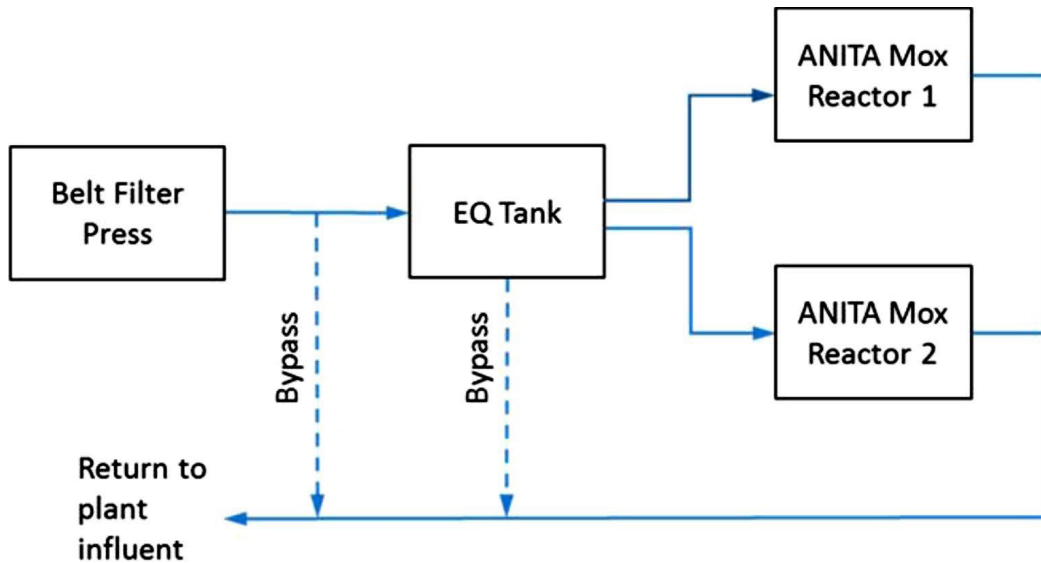 ANITA Mox
Reactor 1
Belt Filter
Press
EQ Tank
ANITA Mox
Reactor 2
Bypass
Bypass
Return to
plant
influent